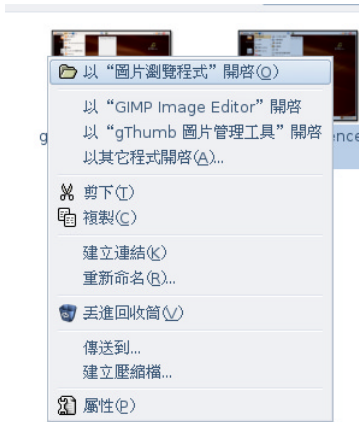 以“圖片瀏覽程式”開啓(O)
以“GIMP Image Editor”開啓
以“gThumb 圖片管理工具”開啓
以其它程式開啓(A)...
剪下(T)
複製(C)
建立連結(K)
重新命名(R)...
丟進回收筒(V)
傳送到...
建立壓縮檔...
屬性(P)